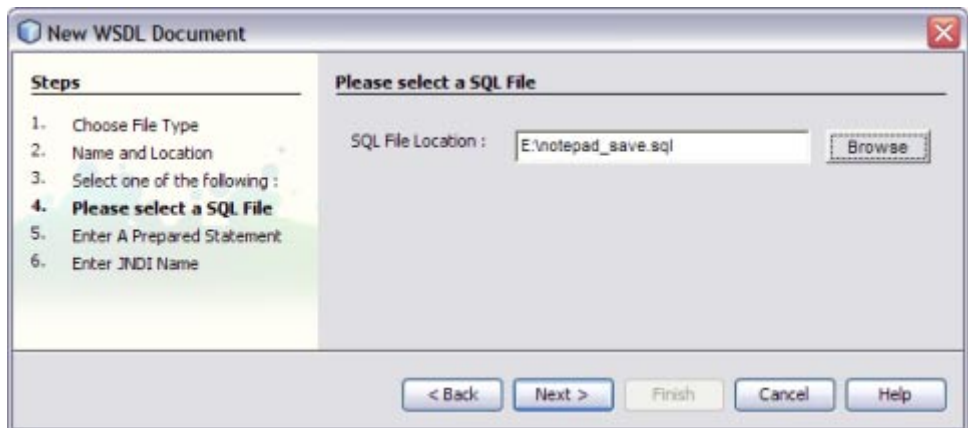 New WSDL Document
Steps
1. Choose File Type
2. Name and Location
3. Select one of the following :
4. Please select a SQL File
5. Enter A Prepared Statement
6. Enter JNDI Name
Please select a SQL File
SQL File Location : E:\notepad_save.sql Browse
< Back Next > Finish Cancel Help